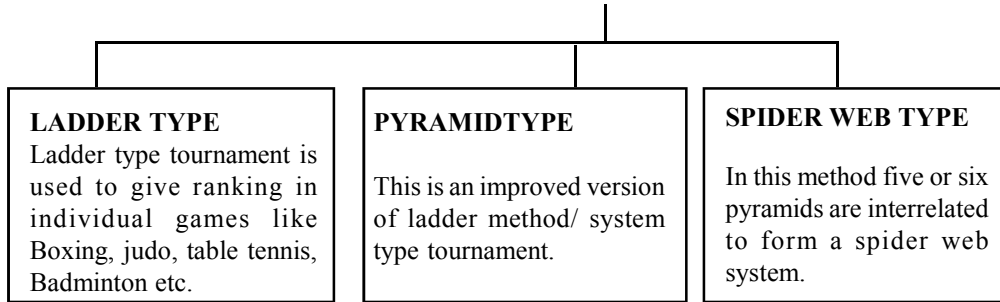 LADDER TYPE
Ladder type tournament is
used to give ranking in
individual games like
Boxing, judo, table tennis,
Badminton etc.
PYRAMIDTYPE
This is an improved version
of ladder method/ system
type tournament.
SPIDER WEB TYPE
In this method five or six
pyramids are interrelated
to form a spider web
system.